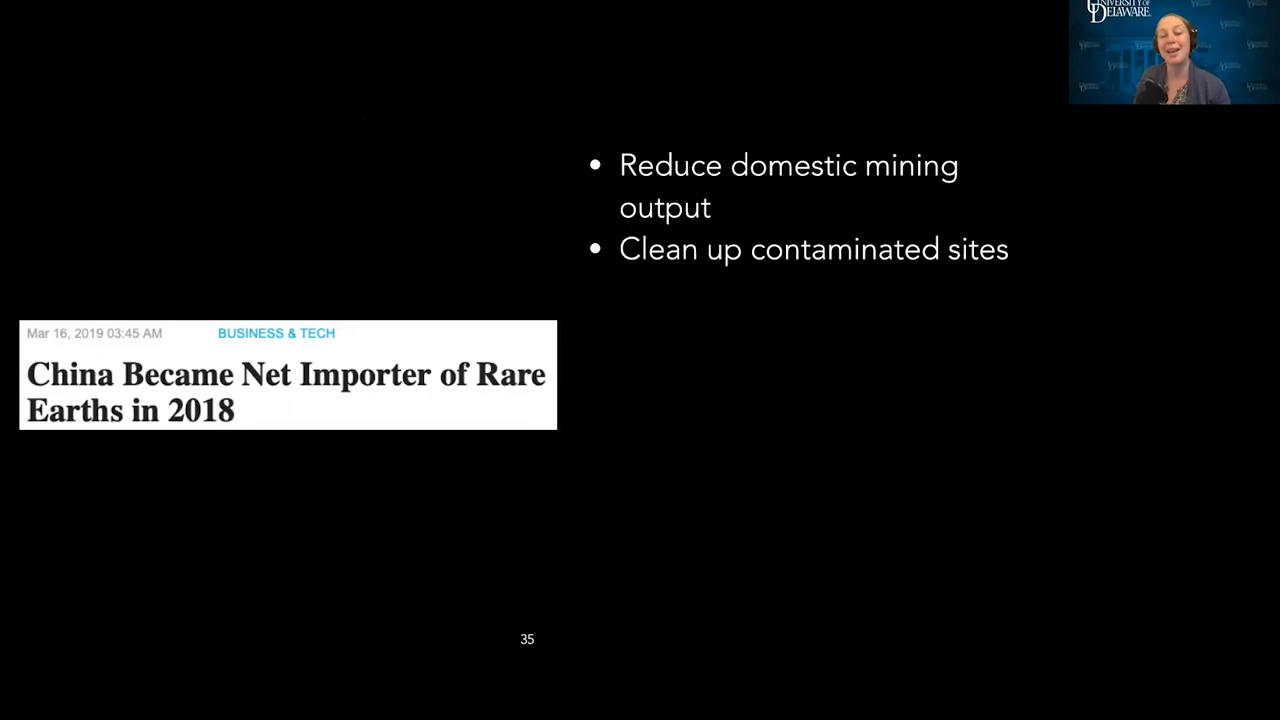 UNIVERSITY OF
DELAWARE
• Reduce domestic mining
output
• Clean up contaminated sites
Mar 16, 2019 03:45 AM BUSINESS & TECH
China Became Net Importer of Rare
Earths in 2018
35